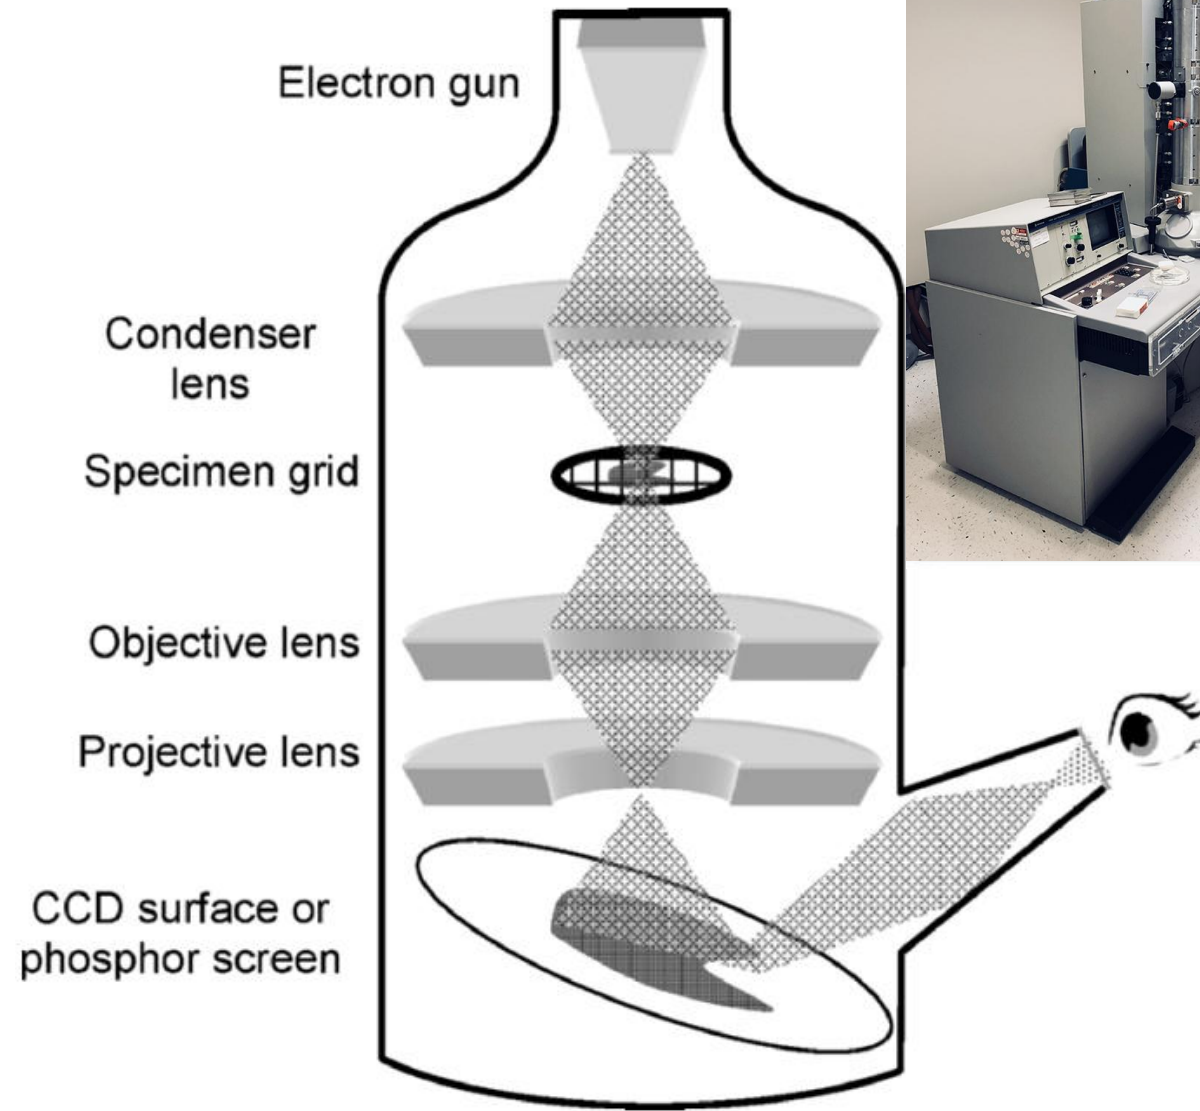 Electron gun
Condenser
lens
Specimen grid
Objective lens
Projective lens
CCD surface or
phosphor screen